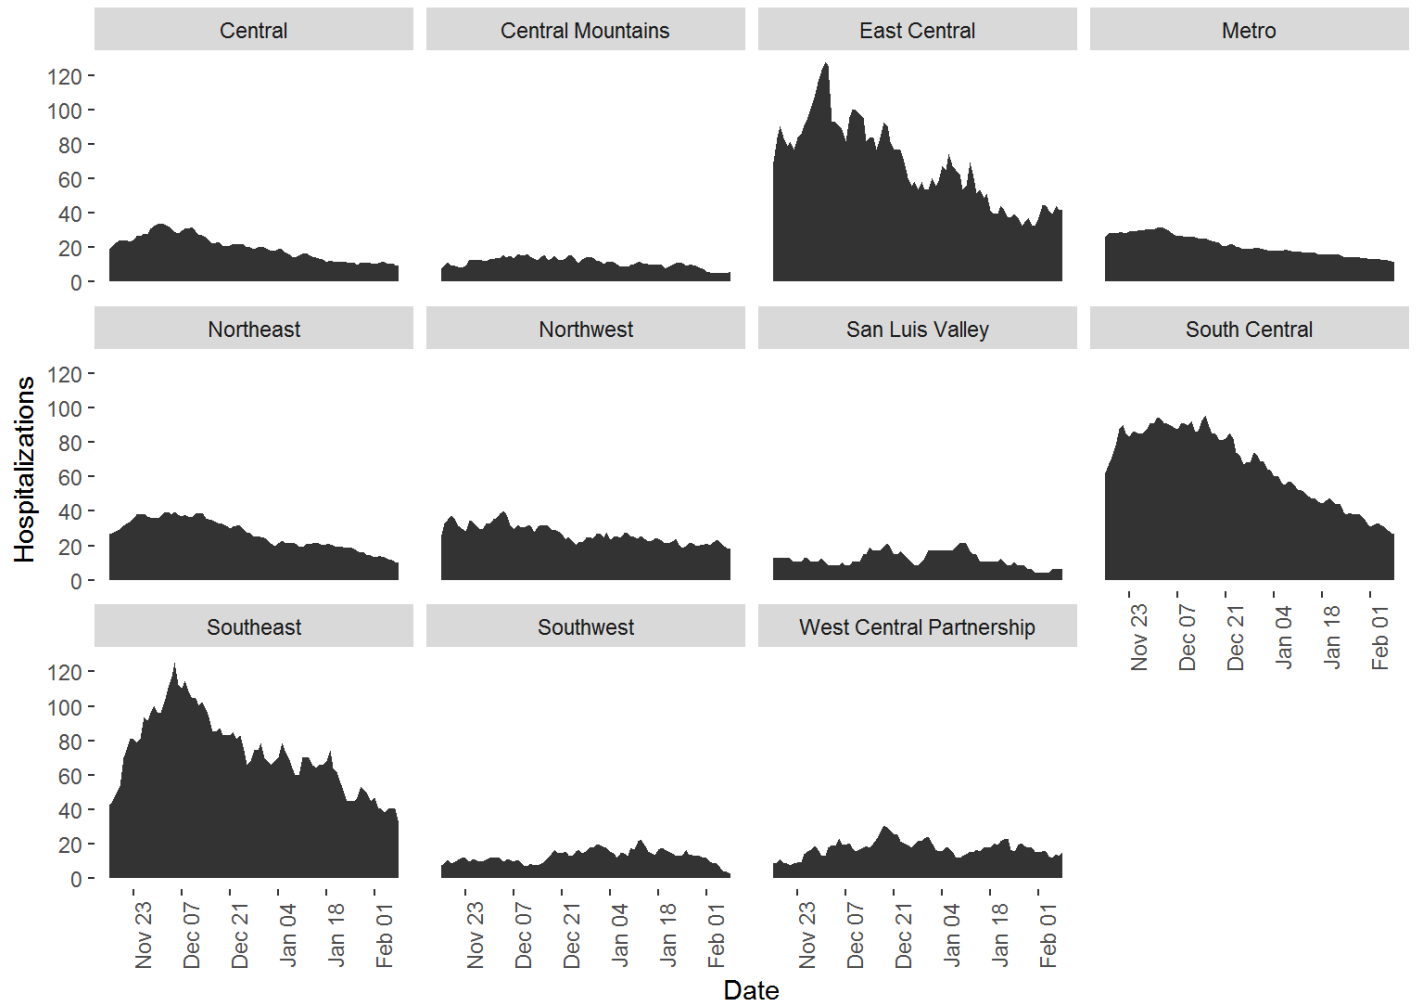 Central
Central Mountains
East Central
Metro
120
100
80
60
40
20
0
Northeast
Northwest
San Luis Valley
South Central
Hospitalizations
120
100
80
60
40
20
0
Nov 23
Dec 07
Dec 21
Jan 04
Jan 18
Feb 01
Southeast
Southwest
West Central Partnership
120
100
80
60
40
20
0
Nov 23
Dec 07
Dec 21
Jan 04
Jan 18
Feb 01
Nov 23
Dec 07
Dec 21
Jan 04
Jan 18
Feb 01
Nov 23
Dec 07
Dec 21
Jan 04
Jan 18
Feb 01
Date